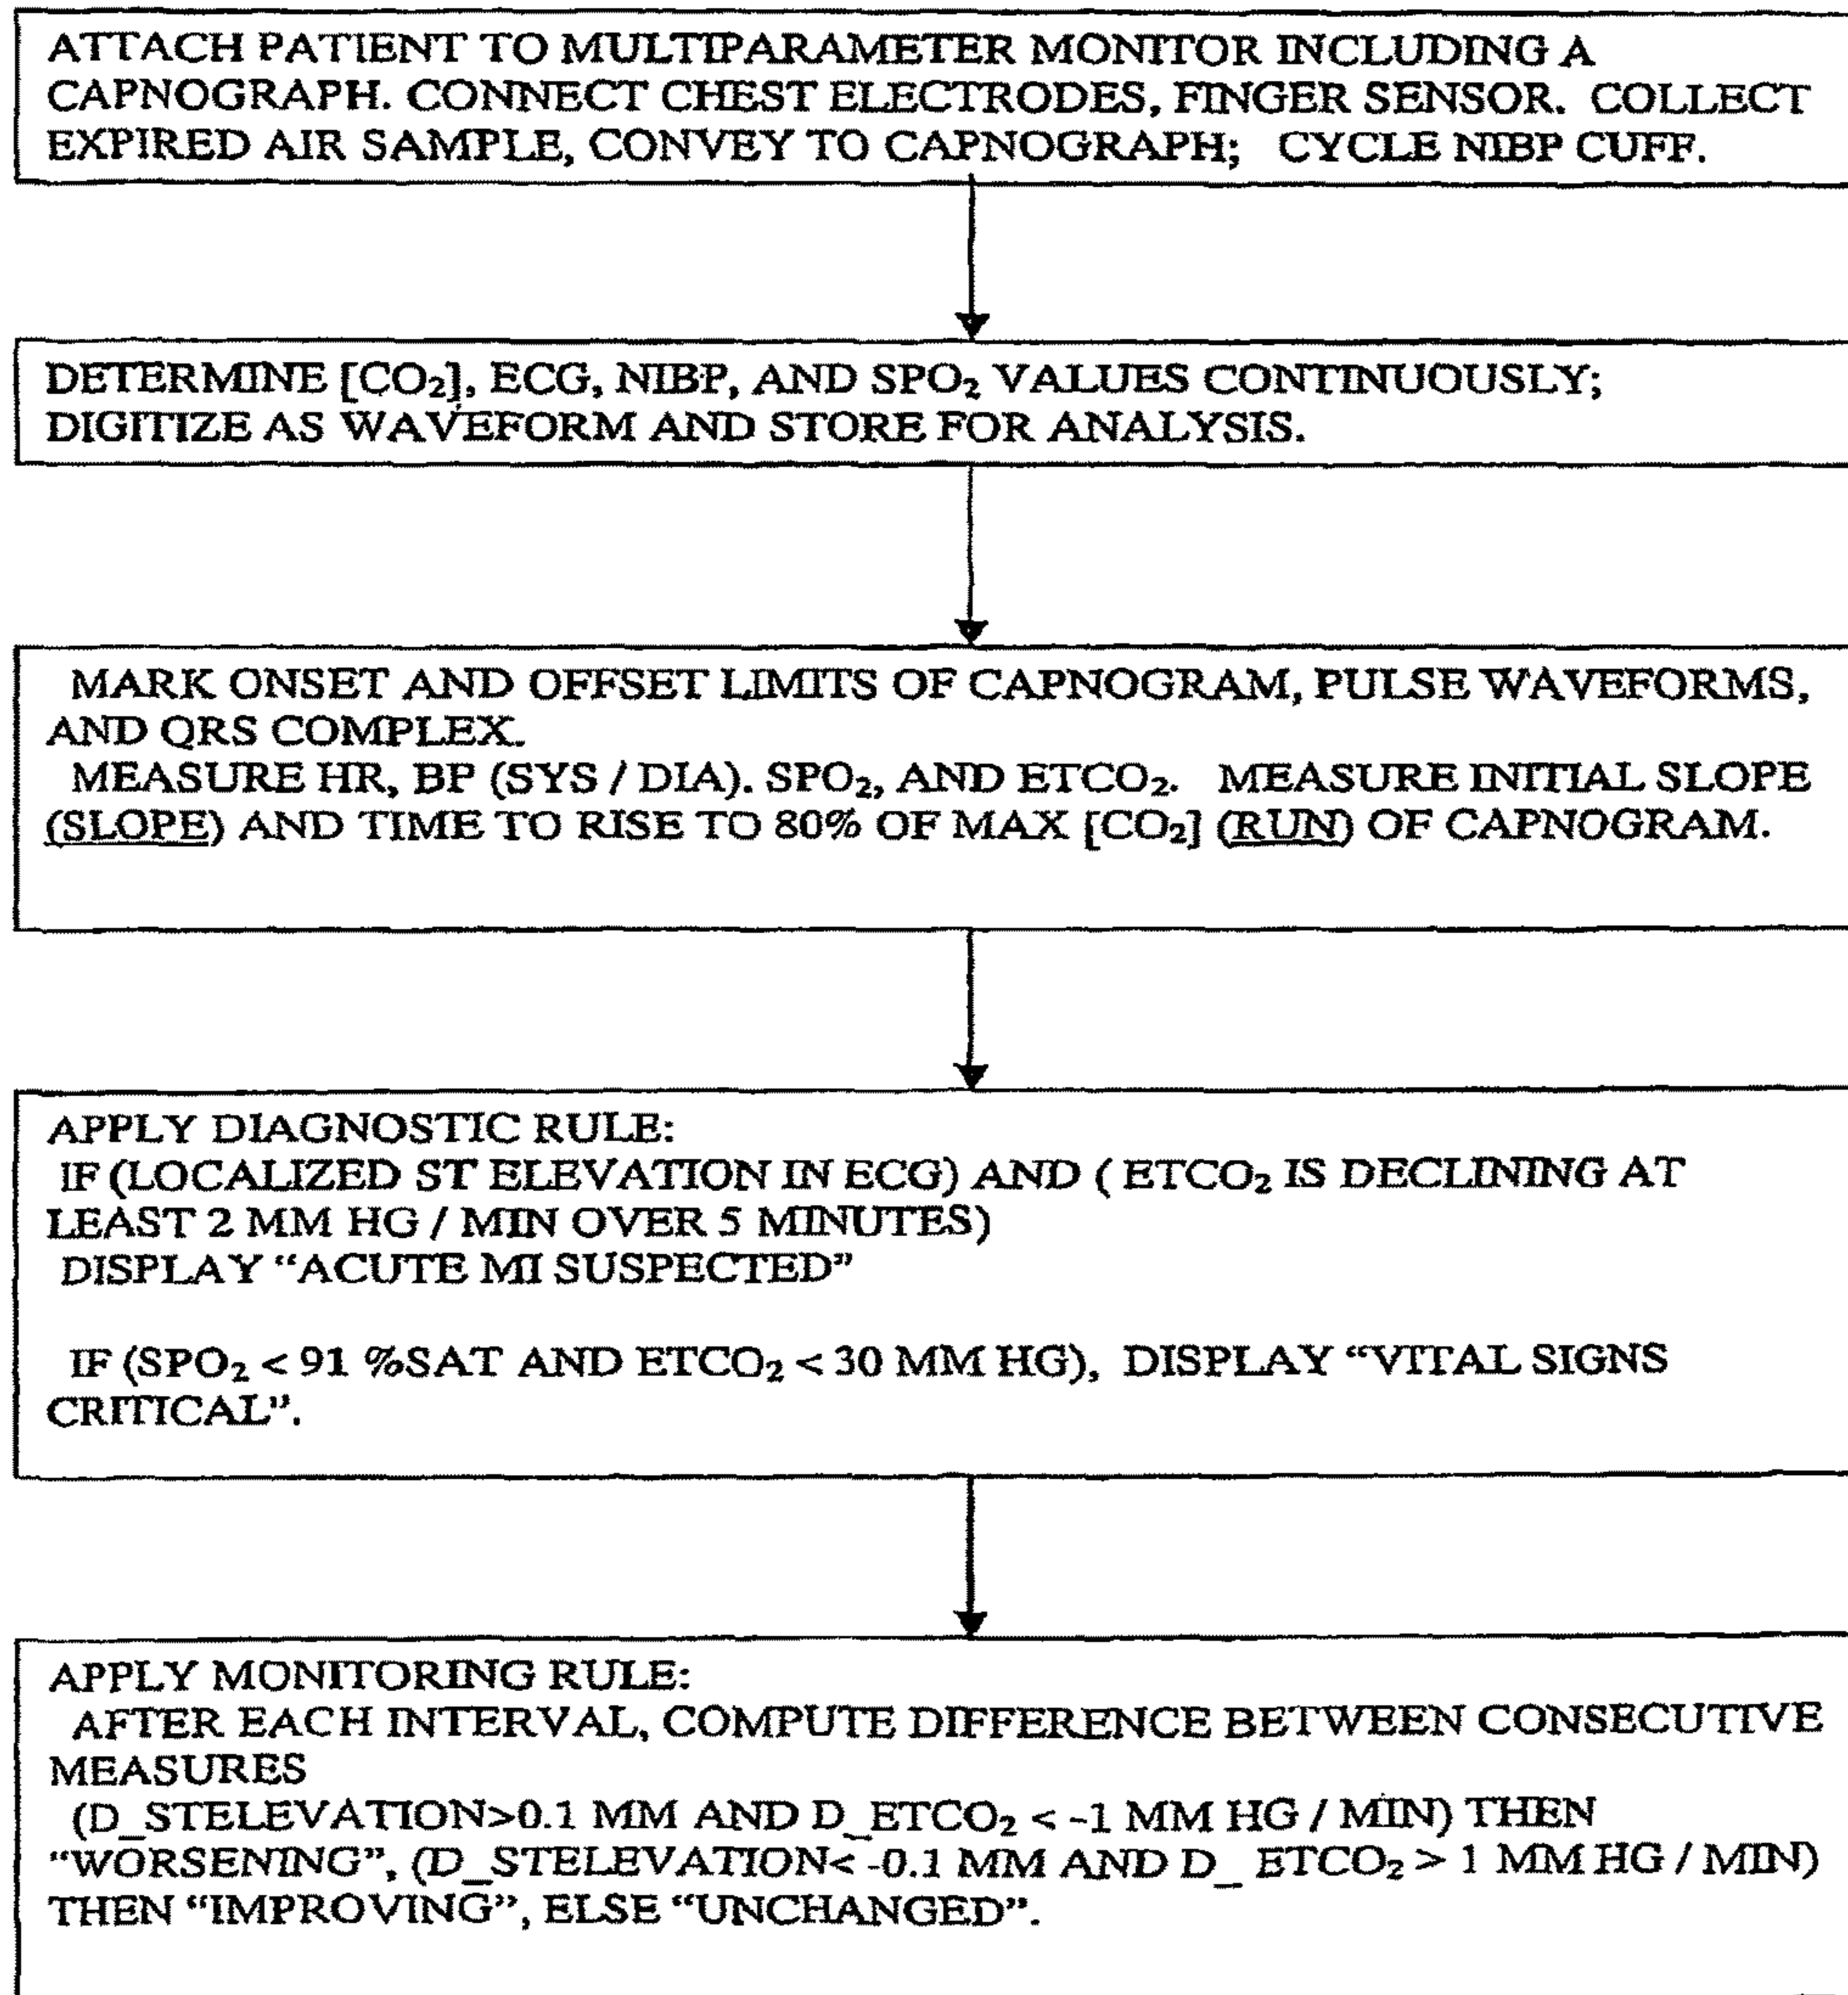 ATTACH PATIENT TO MULTIPARAMETER MONITOR INCLUDING A
CAPNOGRAPH. CONNECT CHEST ELECTRODES, FINGER SENSOR. COLLECT
EXPIRED AIR SAMPLE, CONVEY TO CAPNOGRAPH; CYCLE NIBP CUFF.
DETERMINE [CO₂], ECG, NIBP, AND SPO₂ VALUES CONTINUOUSLY;
DIGITIZE AS WAVEFORM AND STORE FOR ANALYSIS.
MARK ONSET AND OFFSET LIMITS OF CAPNOGRAM, PULSE WAVEFORMS,
AND QRS COMPLEX.
MEASURE HR, BP (SYS / DIA). SPO₂, AND ETCO₂. MEASURE INITIAL SLOPE
(SLOPE) AND TIME TO RISE TO 80% OF MAX [CO₂] (RUN) OF CAPNOGRAM.
APPLY DIAGNOSTIC RULE:
IF (LOCALIZED ST ELEVATION IN ECG) AND ( ETCO₂ IS DECLINING AT
LEAST 2 MM HG / MIN OVER 5 MINUTES)
DISPLAY “ACUTE MI SUSPECTED”
IF (SPO₂ < 91 %SAT AND ETCO₂ < 30 MM HG), DISPLAY “VITAL SIGNS
CRITICAL”.
APPLY MONITORING RULE:
AFTER EACH INTERVAL, COMPUTE DIFFERENCE BETWEEN CONSECUTIVE
MEASURES
(D_STELEVATION>0.1 MM AND D_ETCO₂ < -1 MM HG / MIN) THEN
“WORSENING”, (D_STELEVATION< -0.1 MM AND D_ ETCO₂ > 1 MM HG / MIN)
THEN “IMPROVING”, ELSE “UNCHANGED”.